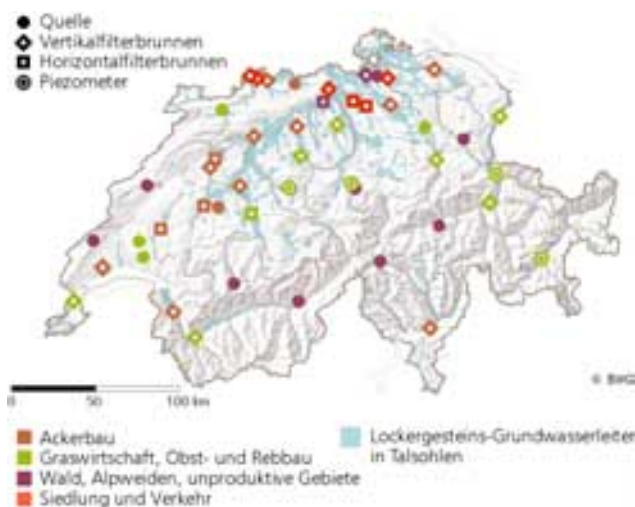 Quelle
Vertikalfilterbrunnen
Horizontalfilterbrunnen
Piezometer
0 50 100 km
Ackerbau
Graswirtschaft, Obst- und Rebbau
Wald, Alpweiden, unproduktive Gebiete
Siedlung und Verkehr
Lockergesteins-Grundwasserleiter
in Talsohlen